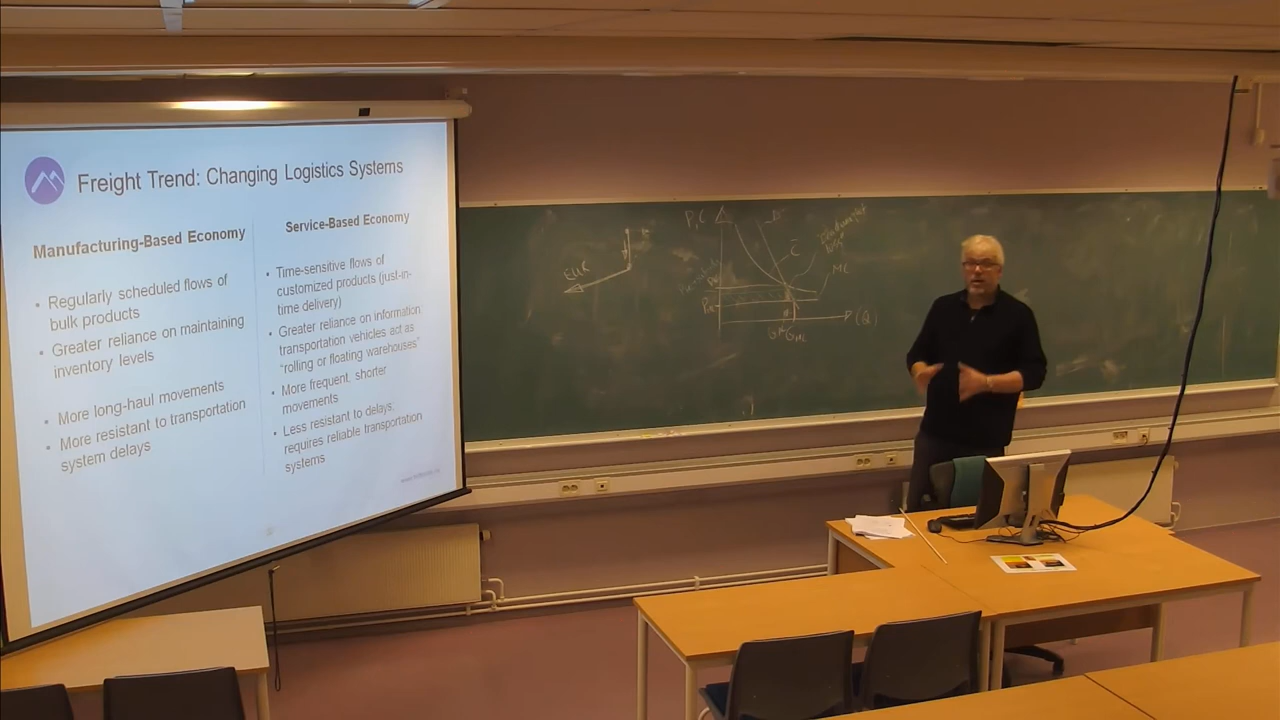 Freight Trend: Changing Logistics Systems
Manufacturing-Based Economy
• Regularly scheduled flows of
bulk products
• Greater reliance on maintaining
inventory levels
• More long-haul movements
• More resistant to transportation
system delays
Service-Based Economy
• Time-sensitive flows of
customized products (just-in-
time delivery)
• Greater reliance on information;
transportation vehicles act as
"rolling or floating warehouses"
• More frequent, shorter
movements
• Less resistant to delays;
requires reliable transportation
systems
P,C
D
C
MC
(Q)